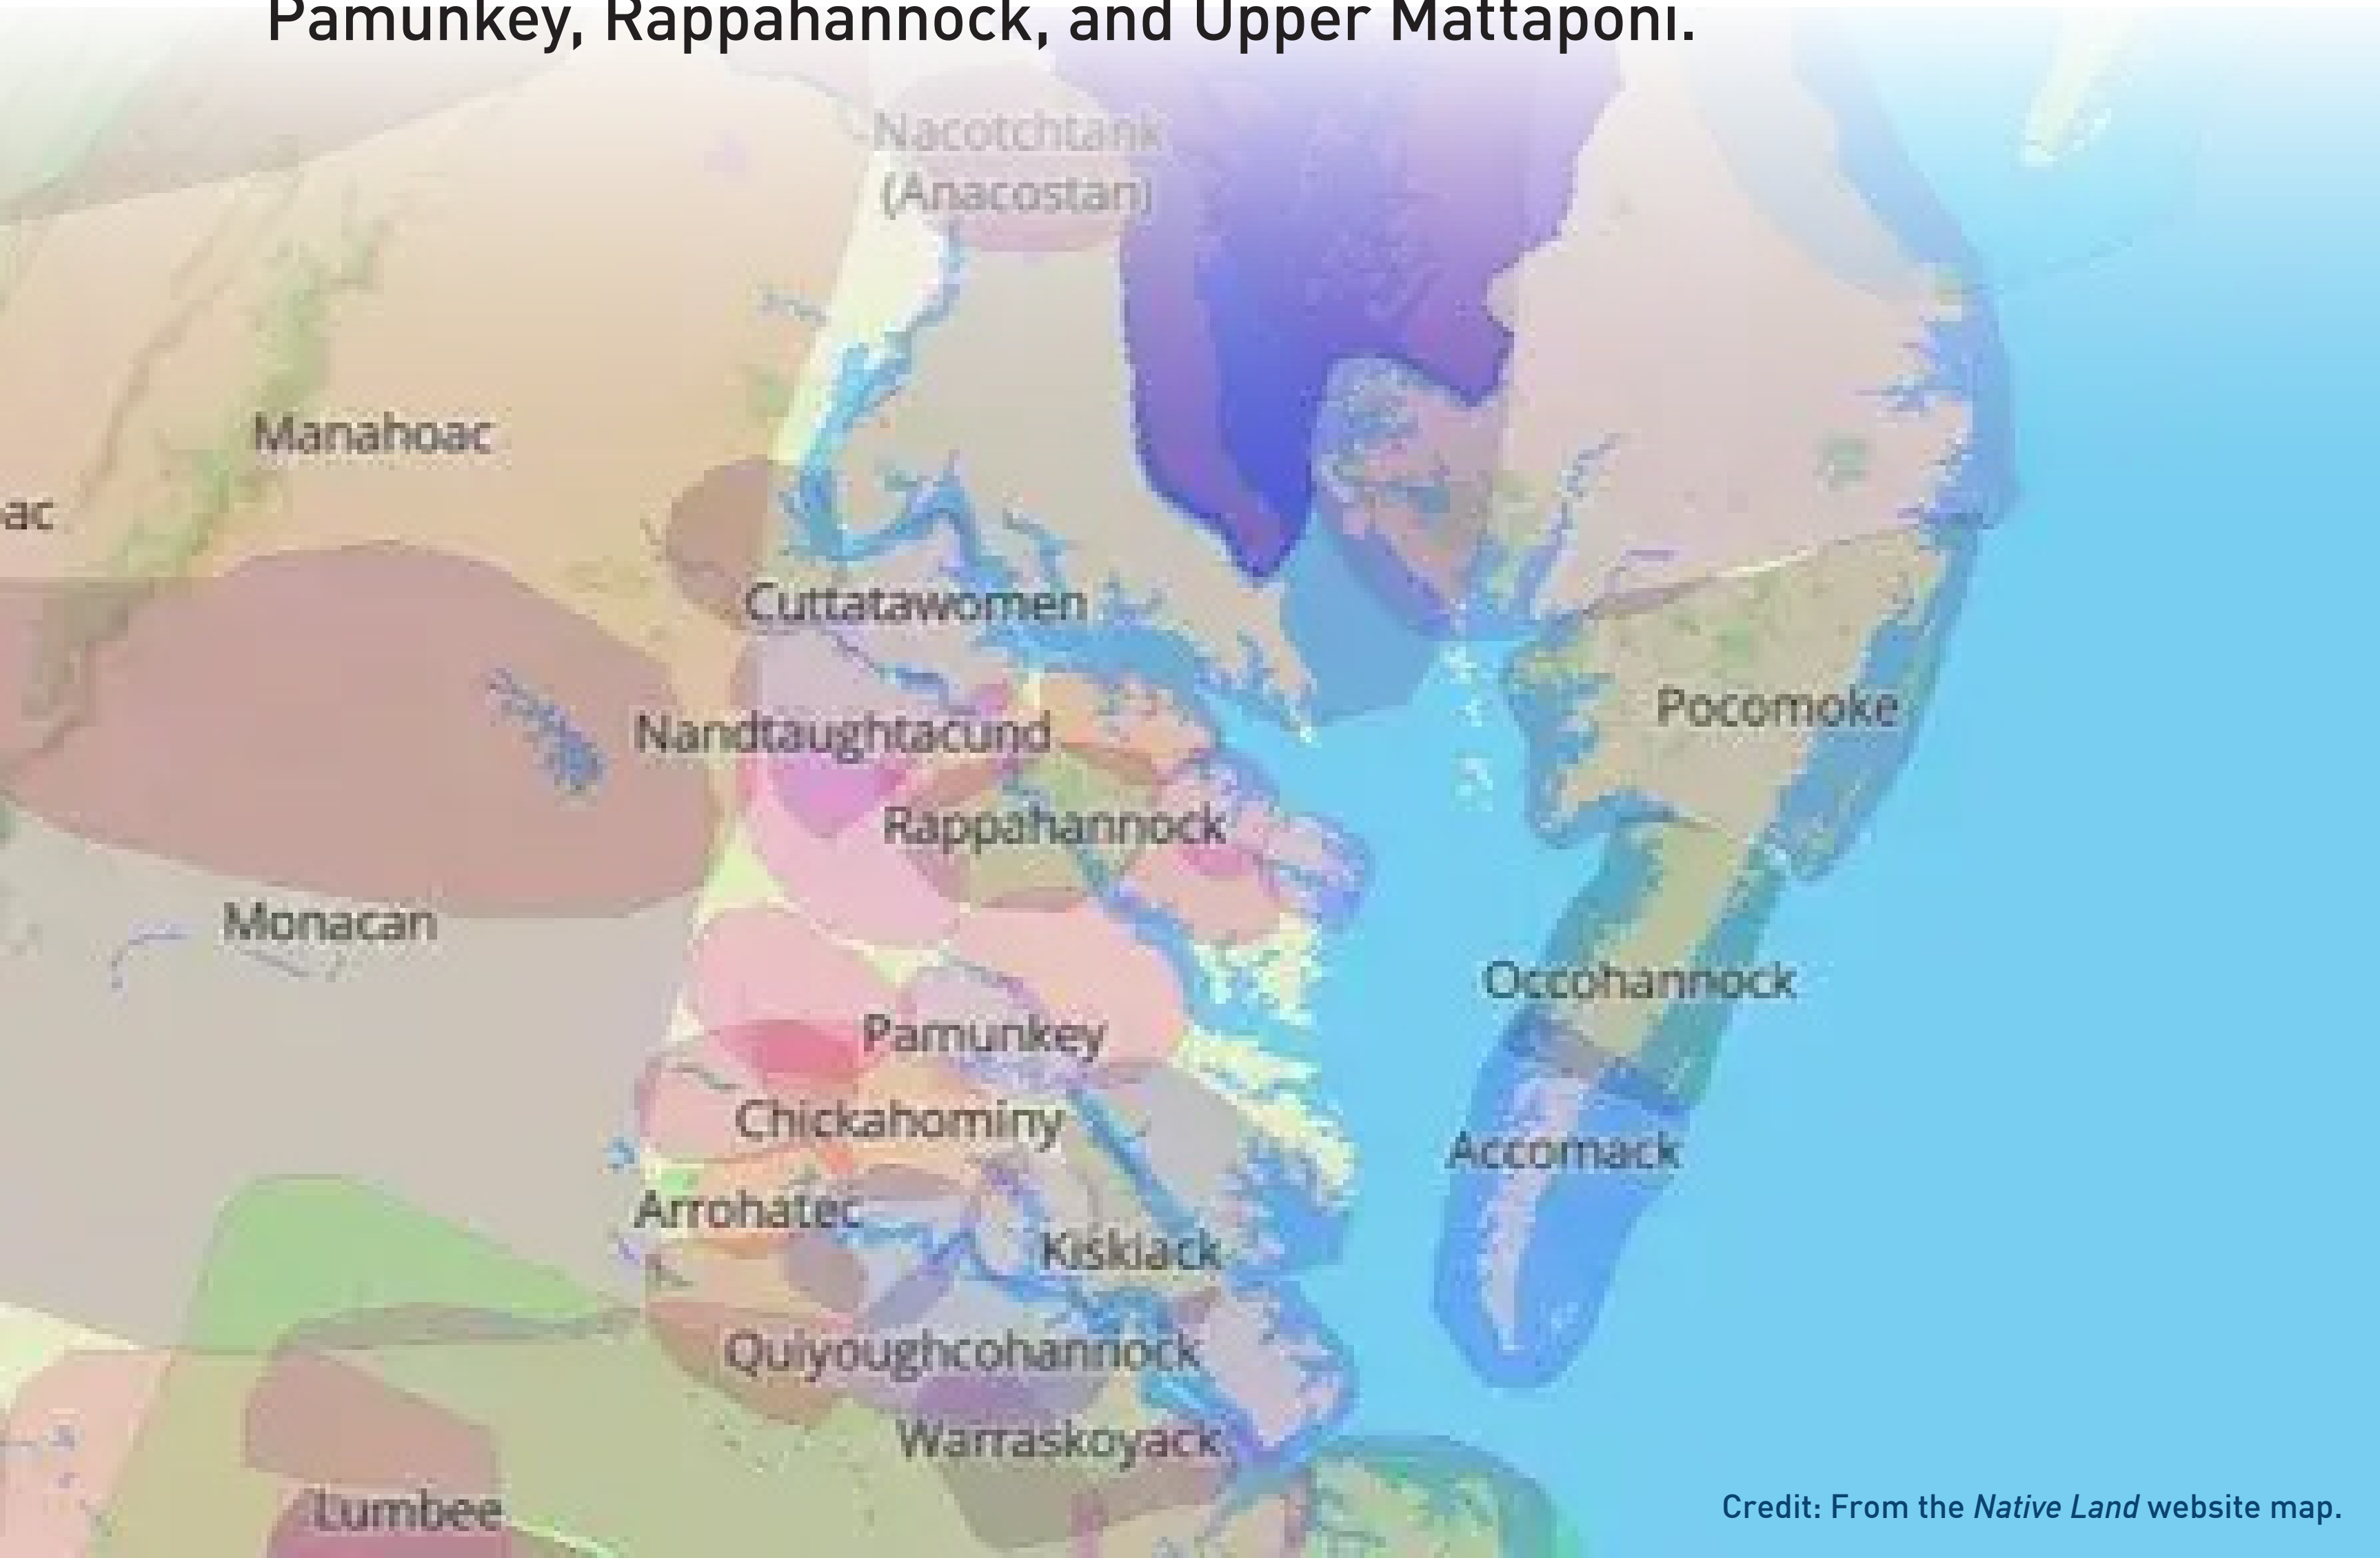 Pamunkey, Rappahannock, and Upper Mattaponi.
Nacotchtank
(Anacostan)
Manahoac
ac
Cuttatawomen
Pocomoke
Nandtaughtacund
Rappahannock
Monacan
Occohannock
Pamunkey
Chickahominy
Accomack
Arrohatec
Kiskiack
Quiyoughcohannock
Warraskoyack
Lumbee
Credit: From the Native Land website map.